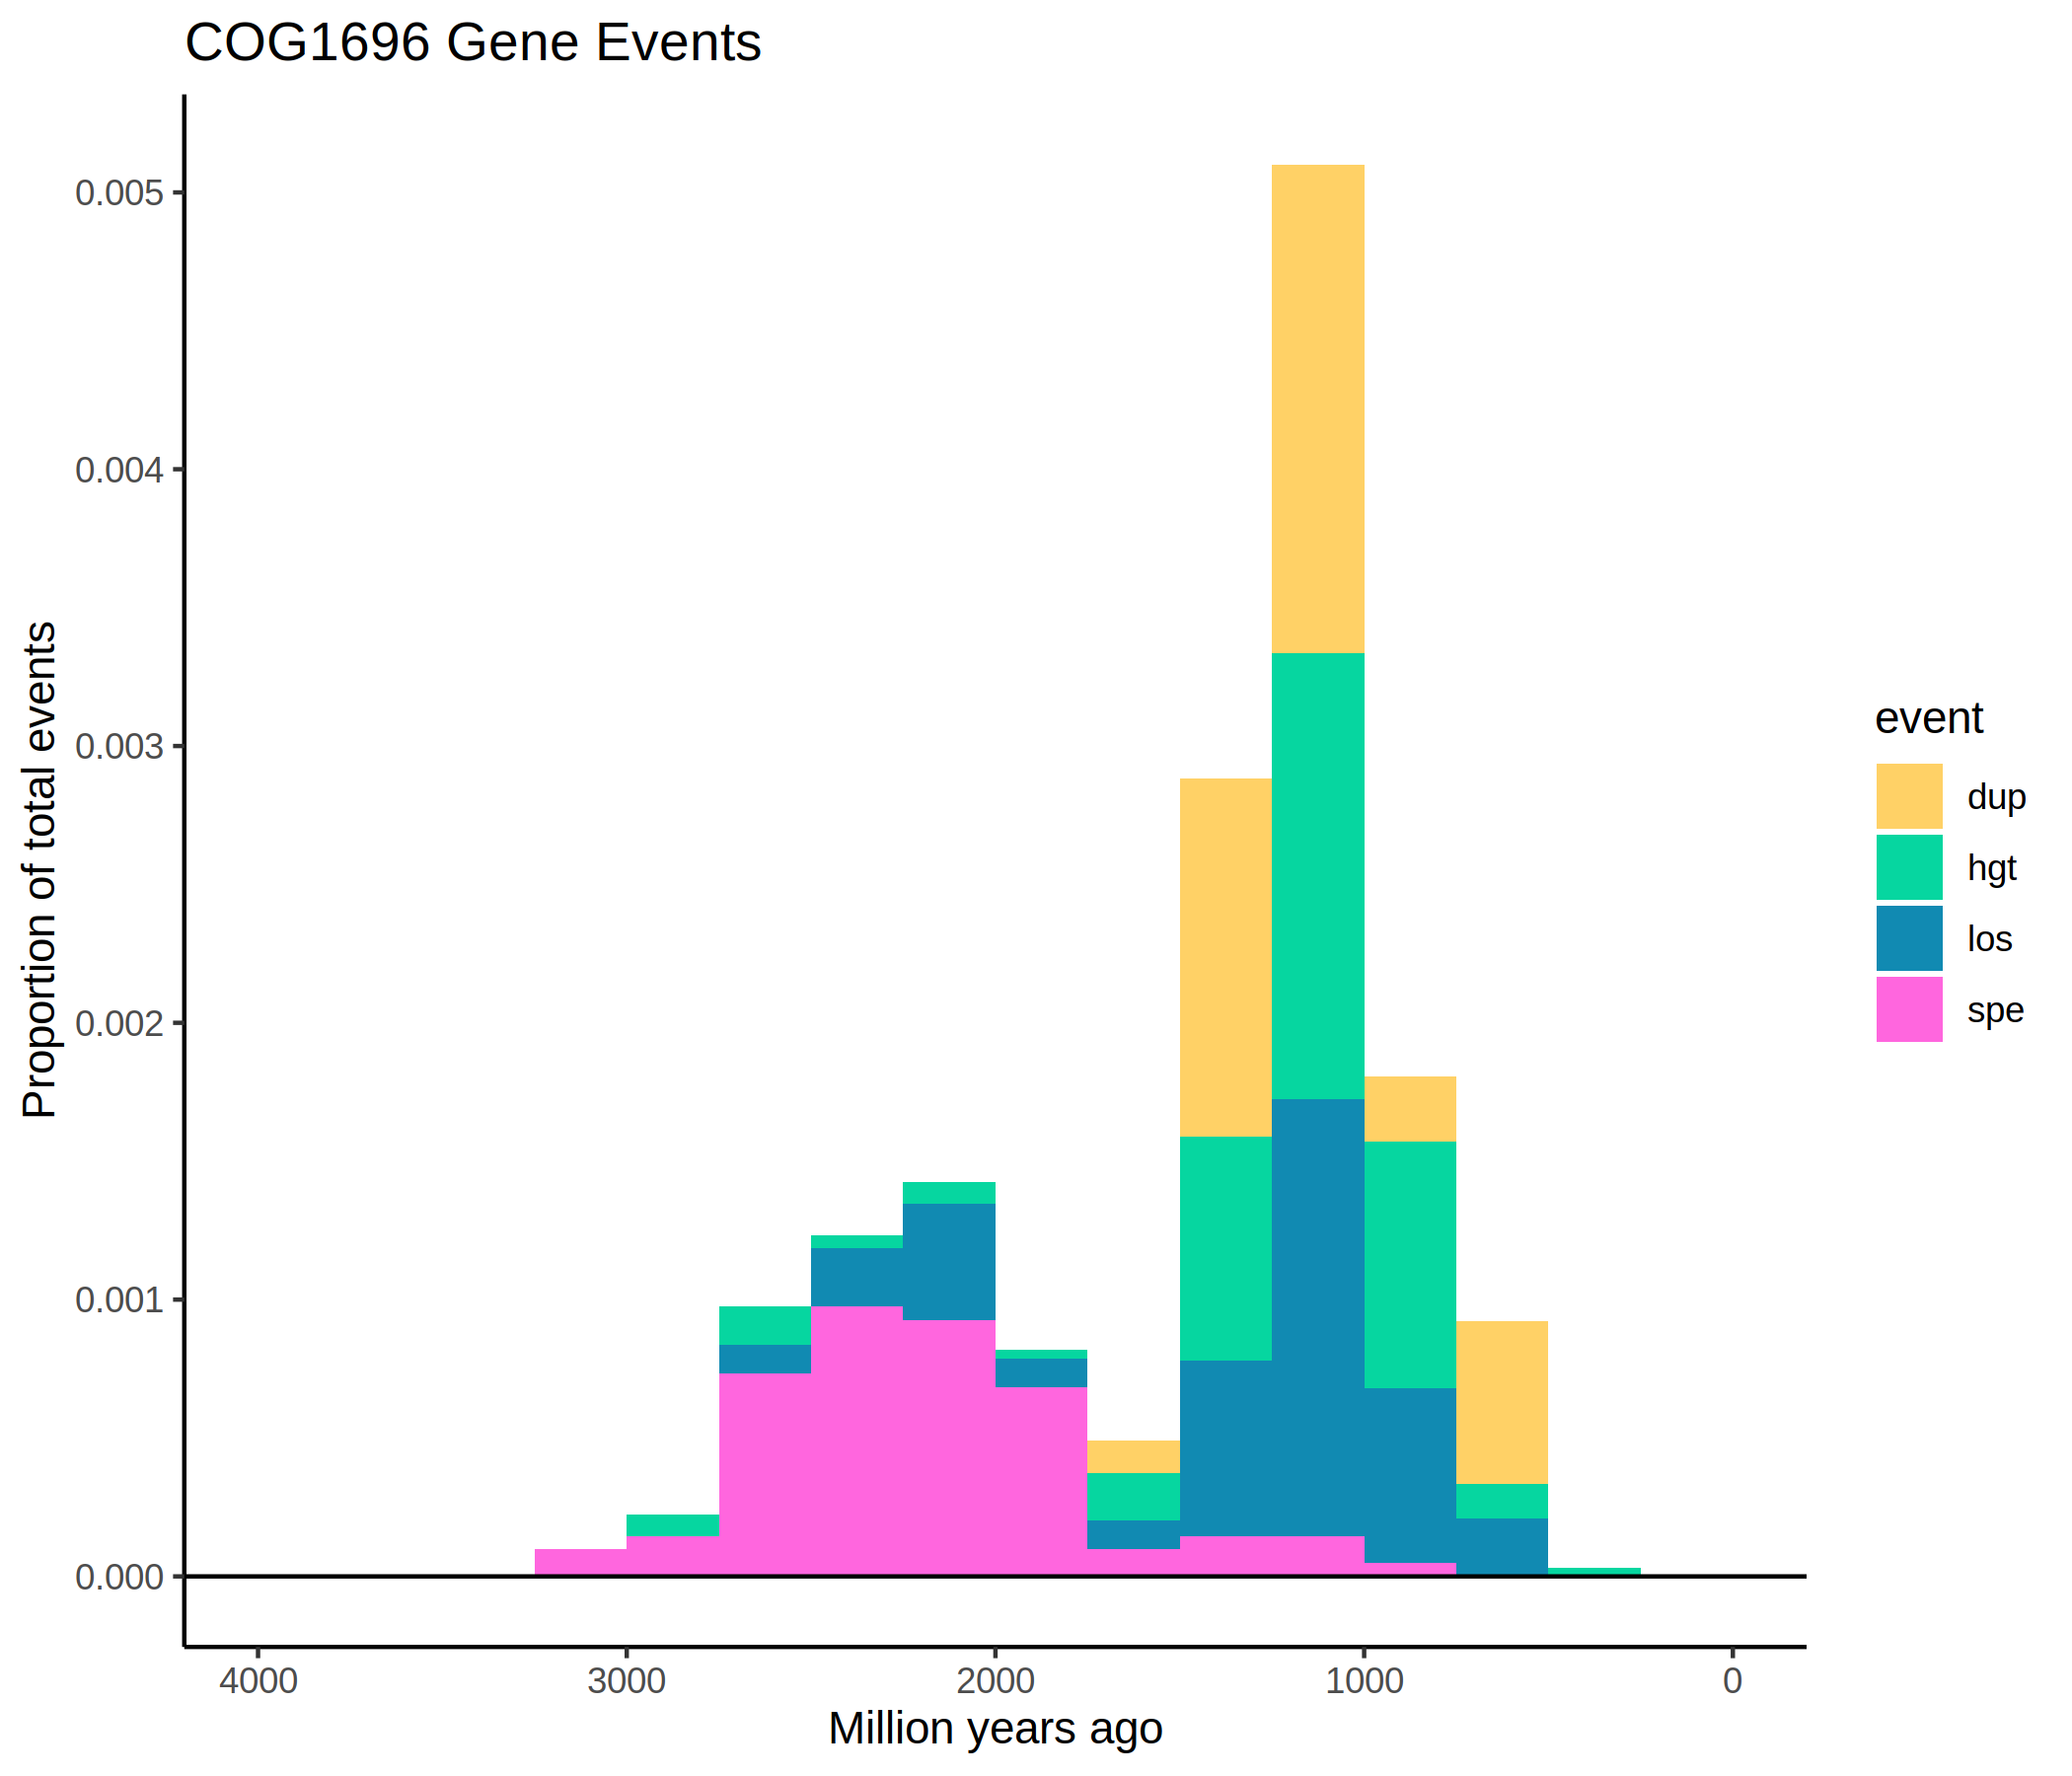 COG1696 Gene Events
Proportion of total events
0.005
0.004
0.003
0.002
0.001
0.000
4000 3000 2000 1000 0
Million years ago
event
dup
hgt
los
spe